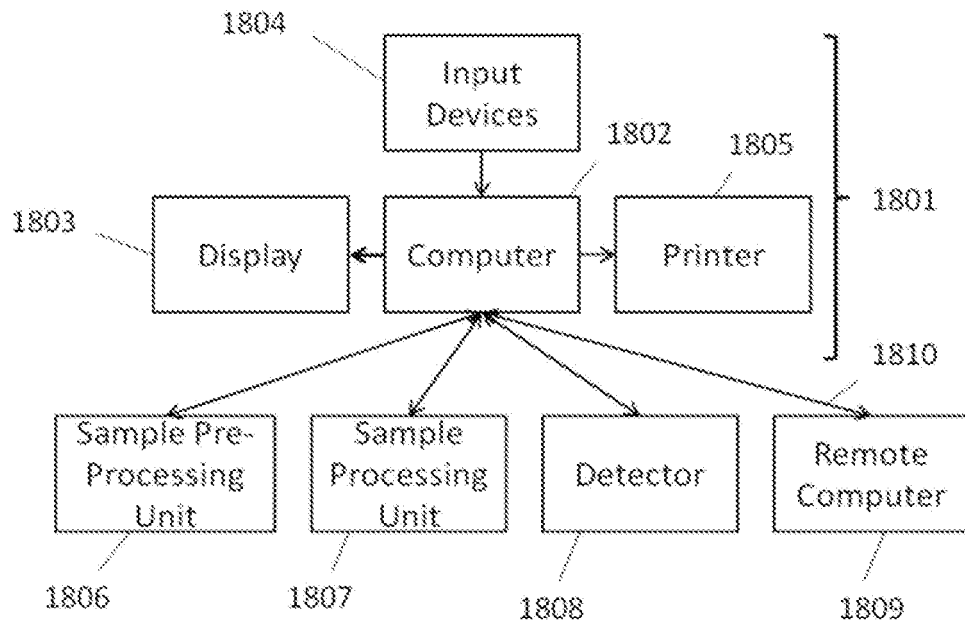 1804
Input
Devices
1802
1805
1801
1803
Display
Computer
Printer
1810
Sample Pre-
Processing
Unit
Sample
Processing
Unit
Detector
Remote
Computer
1806
1807
1808
1809